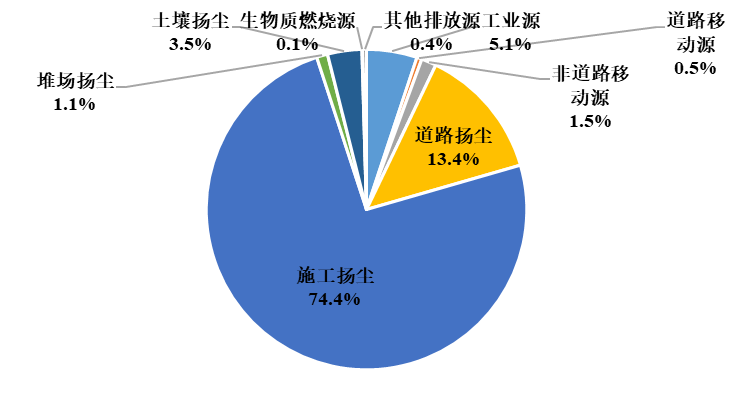 土壤扬尘
3.5%
生物质燃烧源
0.1%
其他排放源
0.4%
工业源
5.1%
道路移
动源
0.5%
非道路移
动源
1.5%
道路扬尘
13.4%
施工扬尘
74.4%
堆场扬尘
1.1%